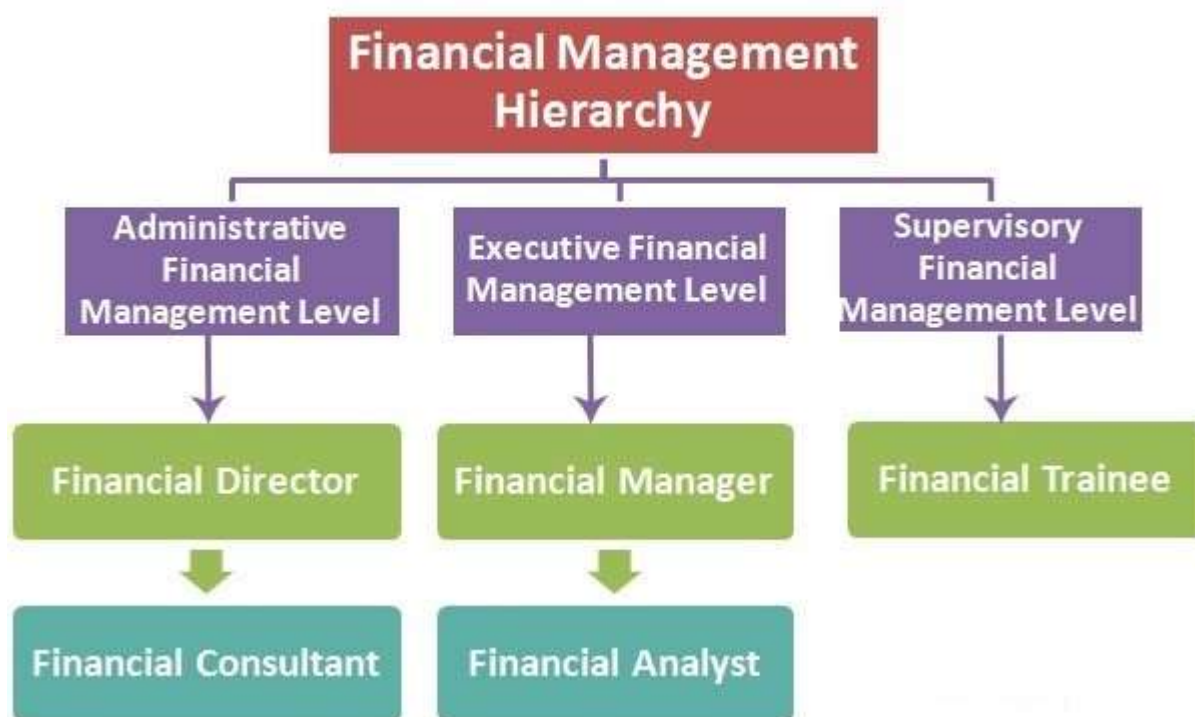 Financial Management
Hierarchy
Administrative
Financial
Management Level
Executive Financial
Management Level
Supervisory
Financial
Management Level
Financial Director
Financial Manager
Financial Trainee
Financial Consultant
Financial Analyst